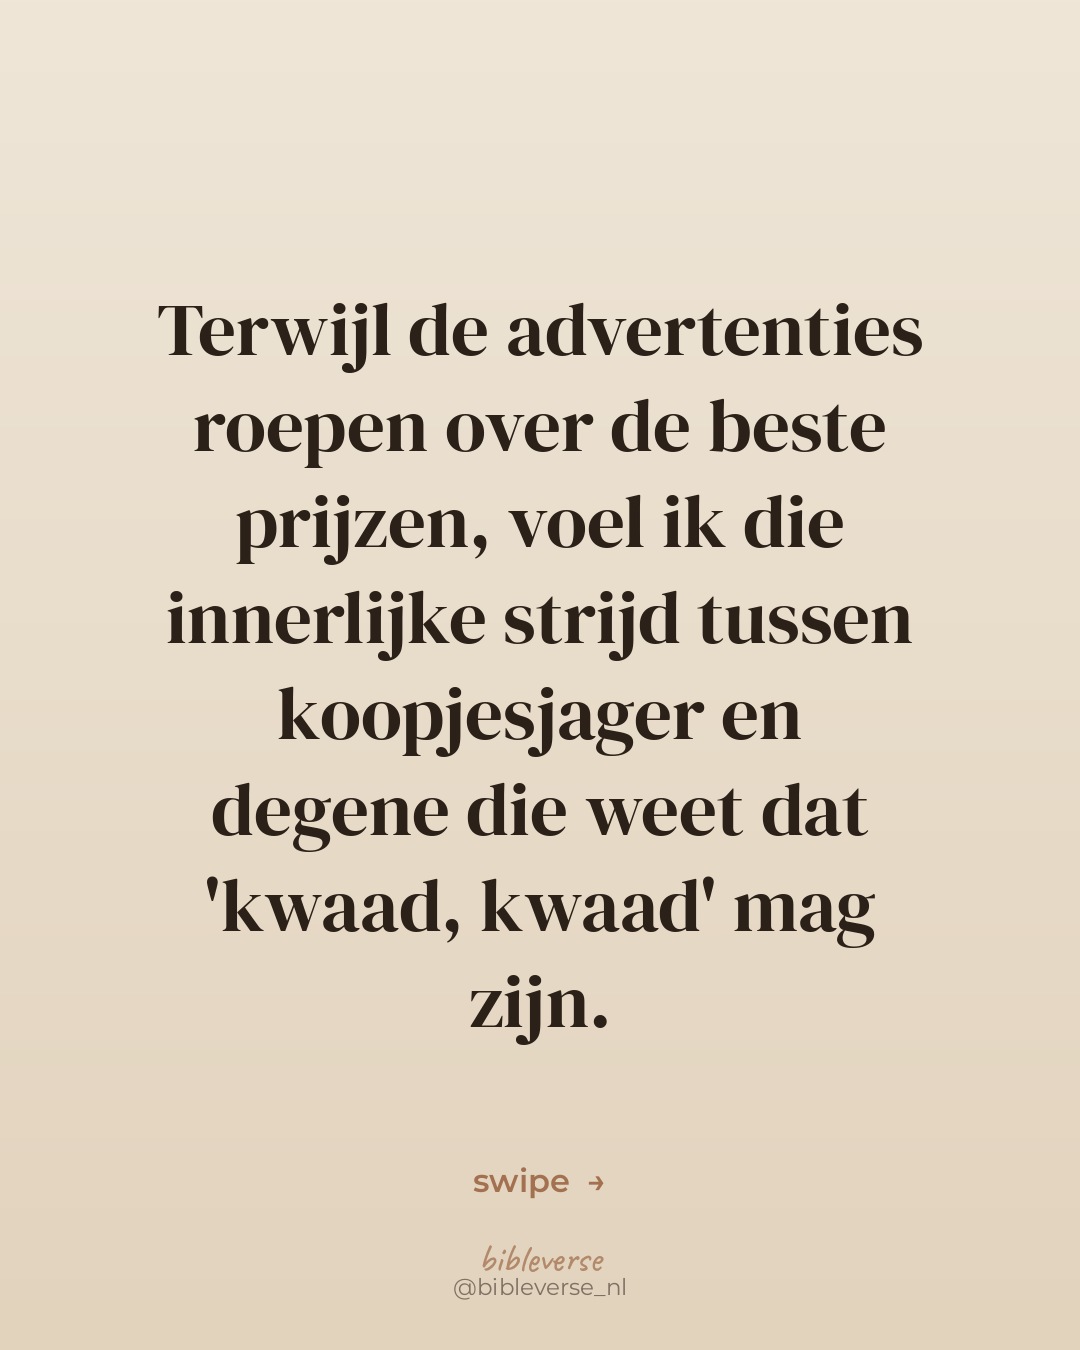 Terwijl de advertenties
roepen over de beste
prijzen, voel ik die
innerlijke strijd tussen
koopjesjager en
degene die weet dat
'kwaad, kwaad' mag
zijn.
swipe →
bibleverse
@bibleverse_nl